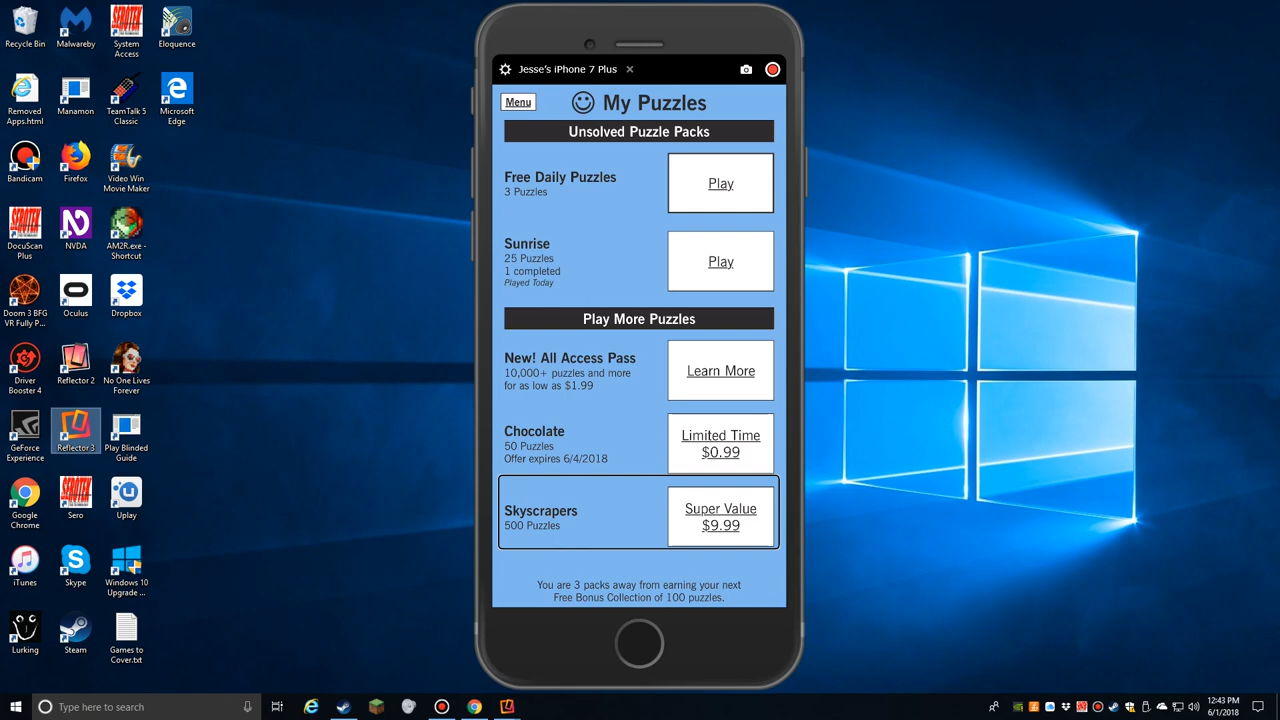 Recycle Bin
Malwareby
System
Access
Eloquence
Removed
Apps.html
Manamon
TeamTalk 5
Classic
Microsoft
Edge
Bandicam
Firefox
Video Win
Movie Maker
DocuScan
Plus
NVDA
AM2R.exe -
Shortcut
Doom 3 BFG
VR Fully P...
Oculus
Dropbox
Driver
Booster 4
Reflector 2
No One Lives
Forever
GeForce
Experience
Reflector 3
Play Blinded
Guide
Google
Chrome
Sero
Uplay
iTunes
Skype
Windows 10
Upgrade ...
Lurking
Steam
Games to
Cover.txt
SEROTEK
SEROTEK
SEROTEK
Jesse's iPhone 7 Plus
Menu
My Puzzles
Unsolved Puzzle Packs
Free Daily Puzzles
3 Puzzles
Play
Sunrise
25 Puzzles
1 completed
Played Today
Play
Play More Puzzles
New! All Access Pass
10,000+ puzzles and more
for as low as $1.99
Learn More
Chocolate
50 Puzzles
Offer expires 6/4/2018
Limited Time
$0.99
Skyscrapers
500 Puzzles
Super Value
$9.99
You are 3 packs away from earning your next
Free Bonus Collection of 100 puzzles.
Type here to search
12:43 PM
6/1/2018